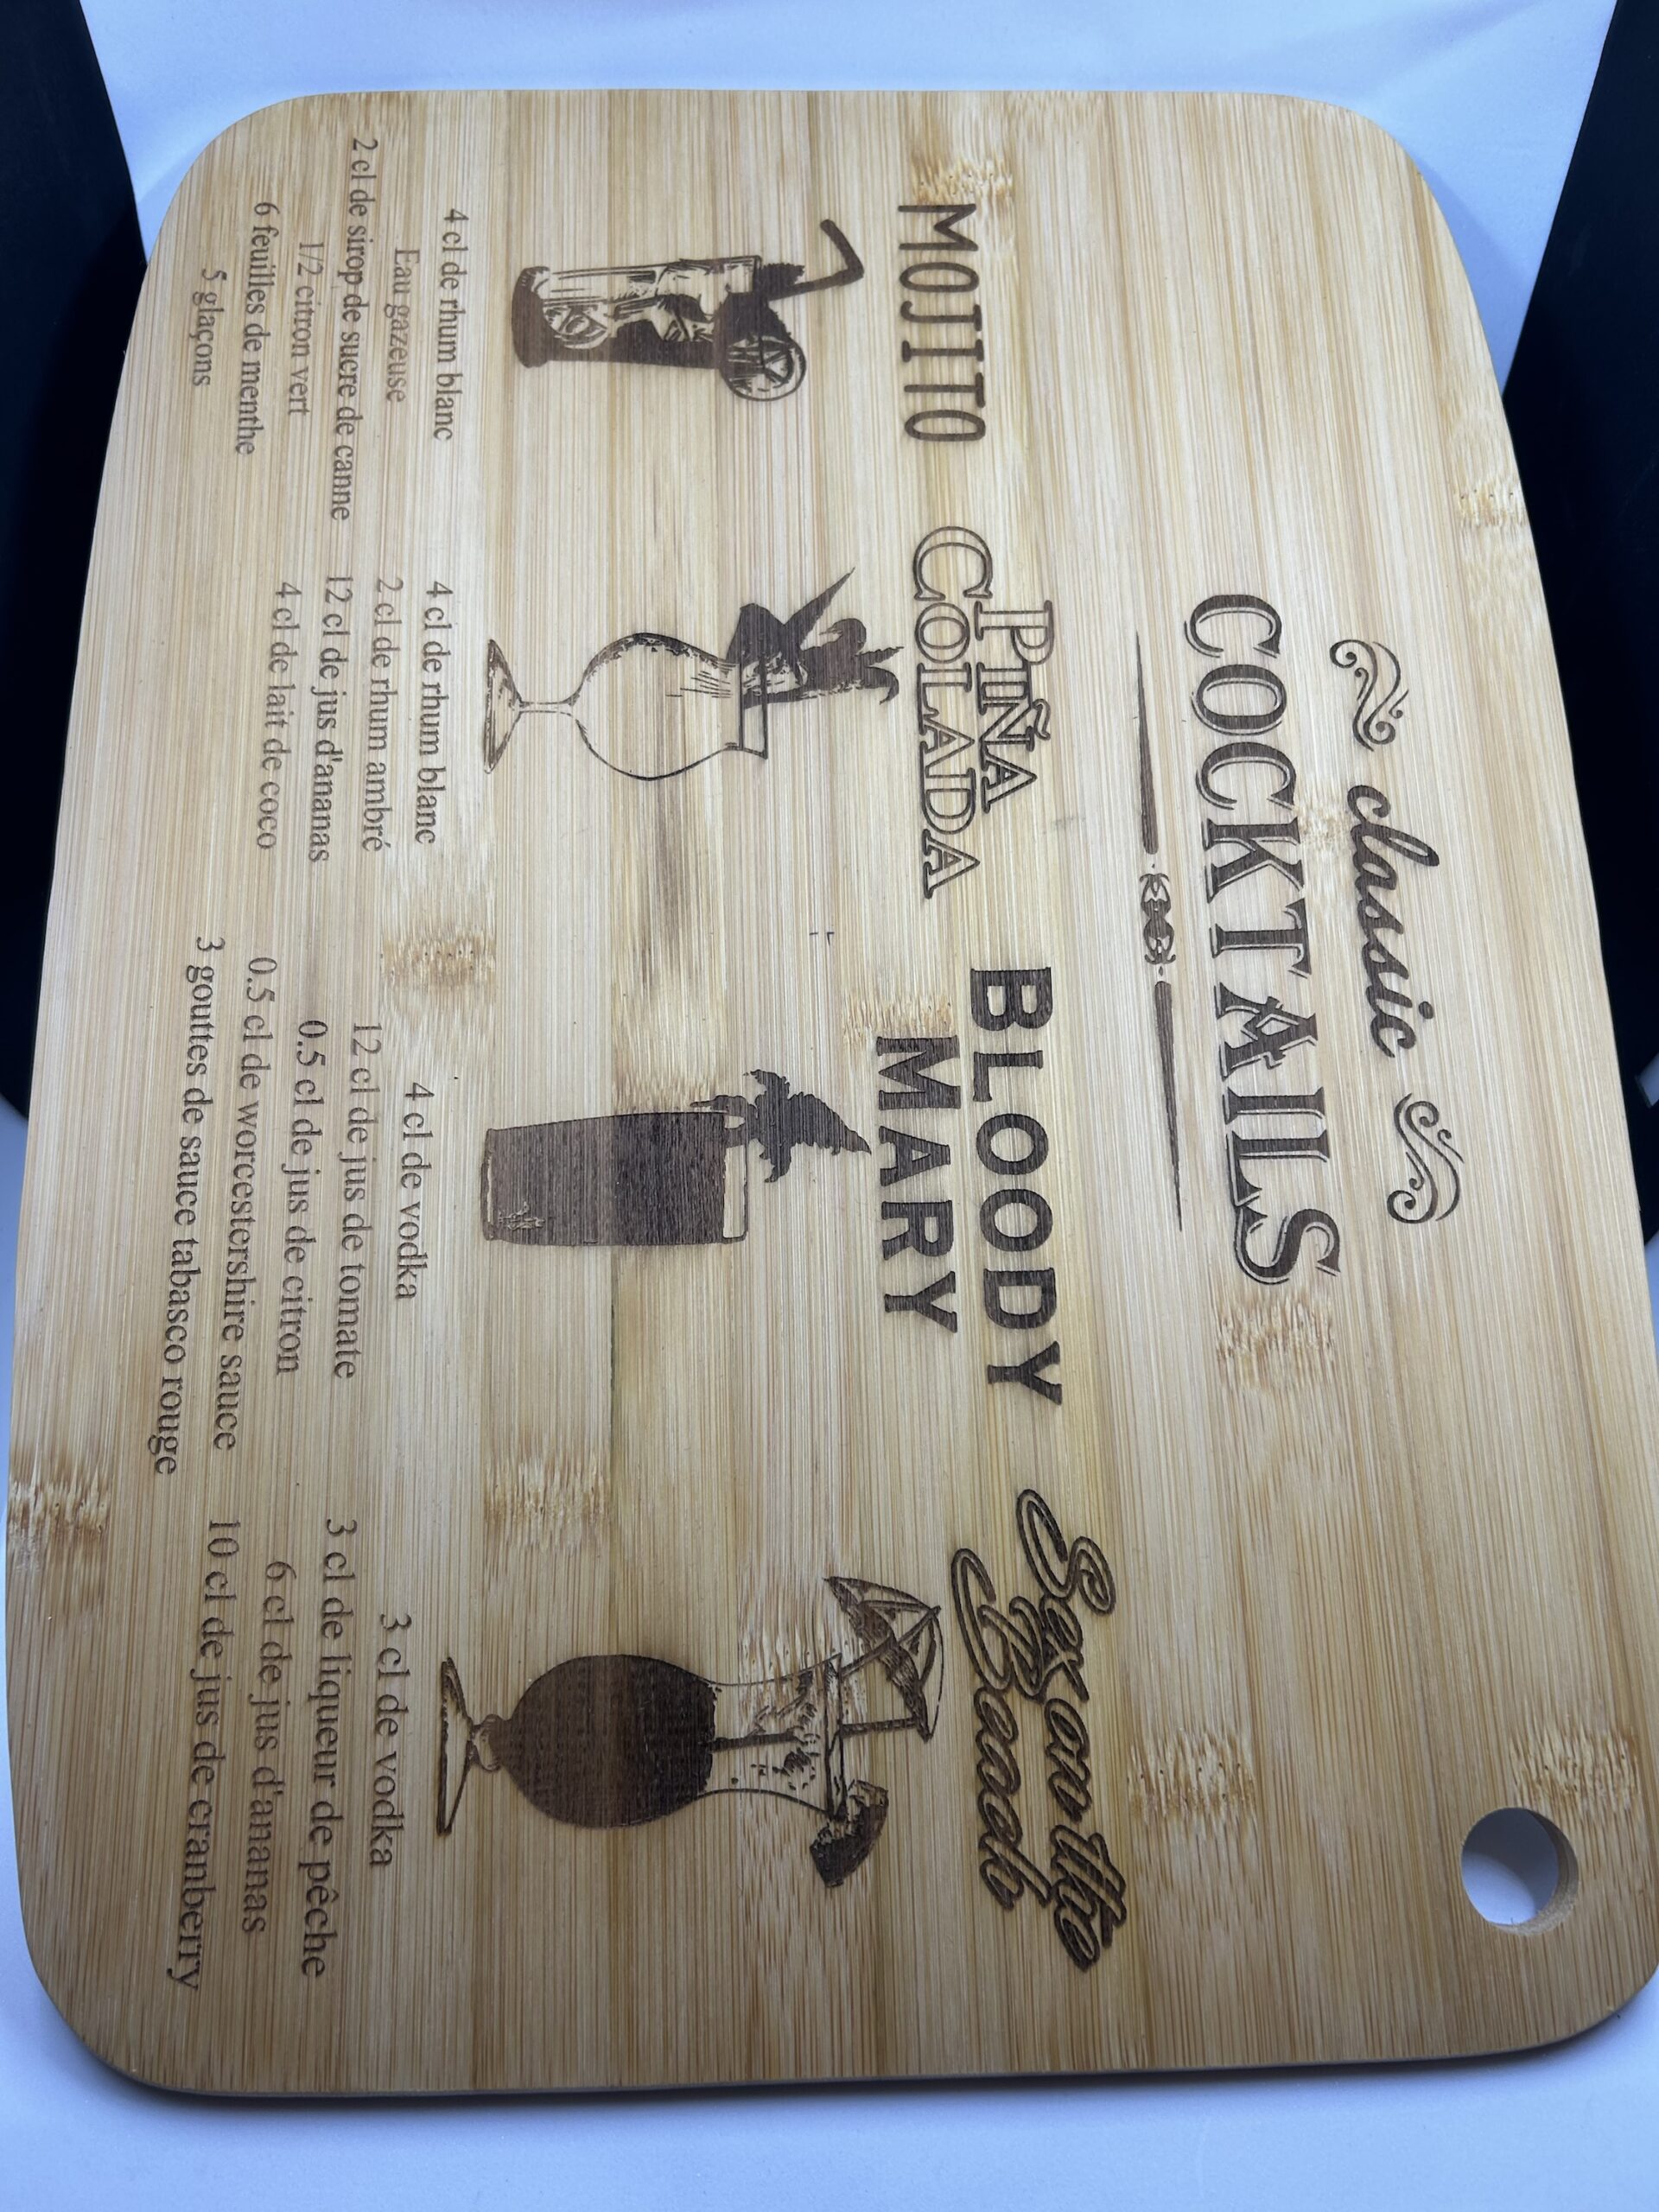 classic
COCKTAILS
MOJITO
4 cl de rhum blanc
Eau gazeuse
2 cl de sirop de sucre de canne
1/2 citron vert
6 feuilles de menthe
5 glaçons
PIÑA
COLADA
4 cl de rhum blanc
2 cl de rhum ambré
12 cl de jus d'ananas
4 cl de lait de coco
BLOODY
MARY
4 cl de vodka
12 cl de jus de tomate
0.5 cl de jus de citron
0.5 cl de worcestershire sauce
3 gouttes de sauce tabasco rouge
Sex on the
Beach
3 cl de vodka
3 cl de liqueur de pêche
6 cl de jus d'ananas
10 cl de jus de cranberry